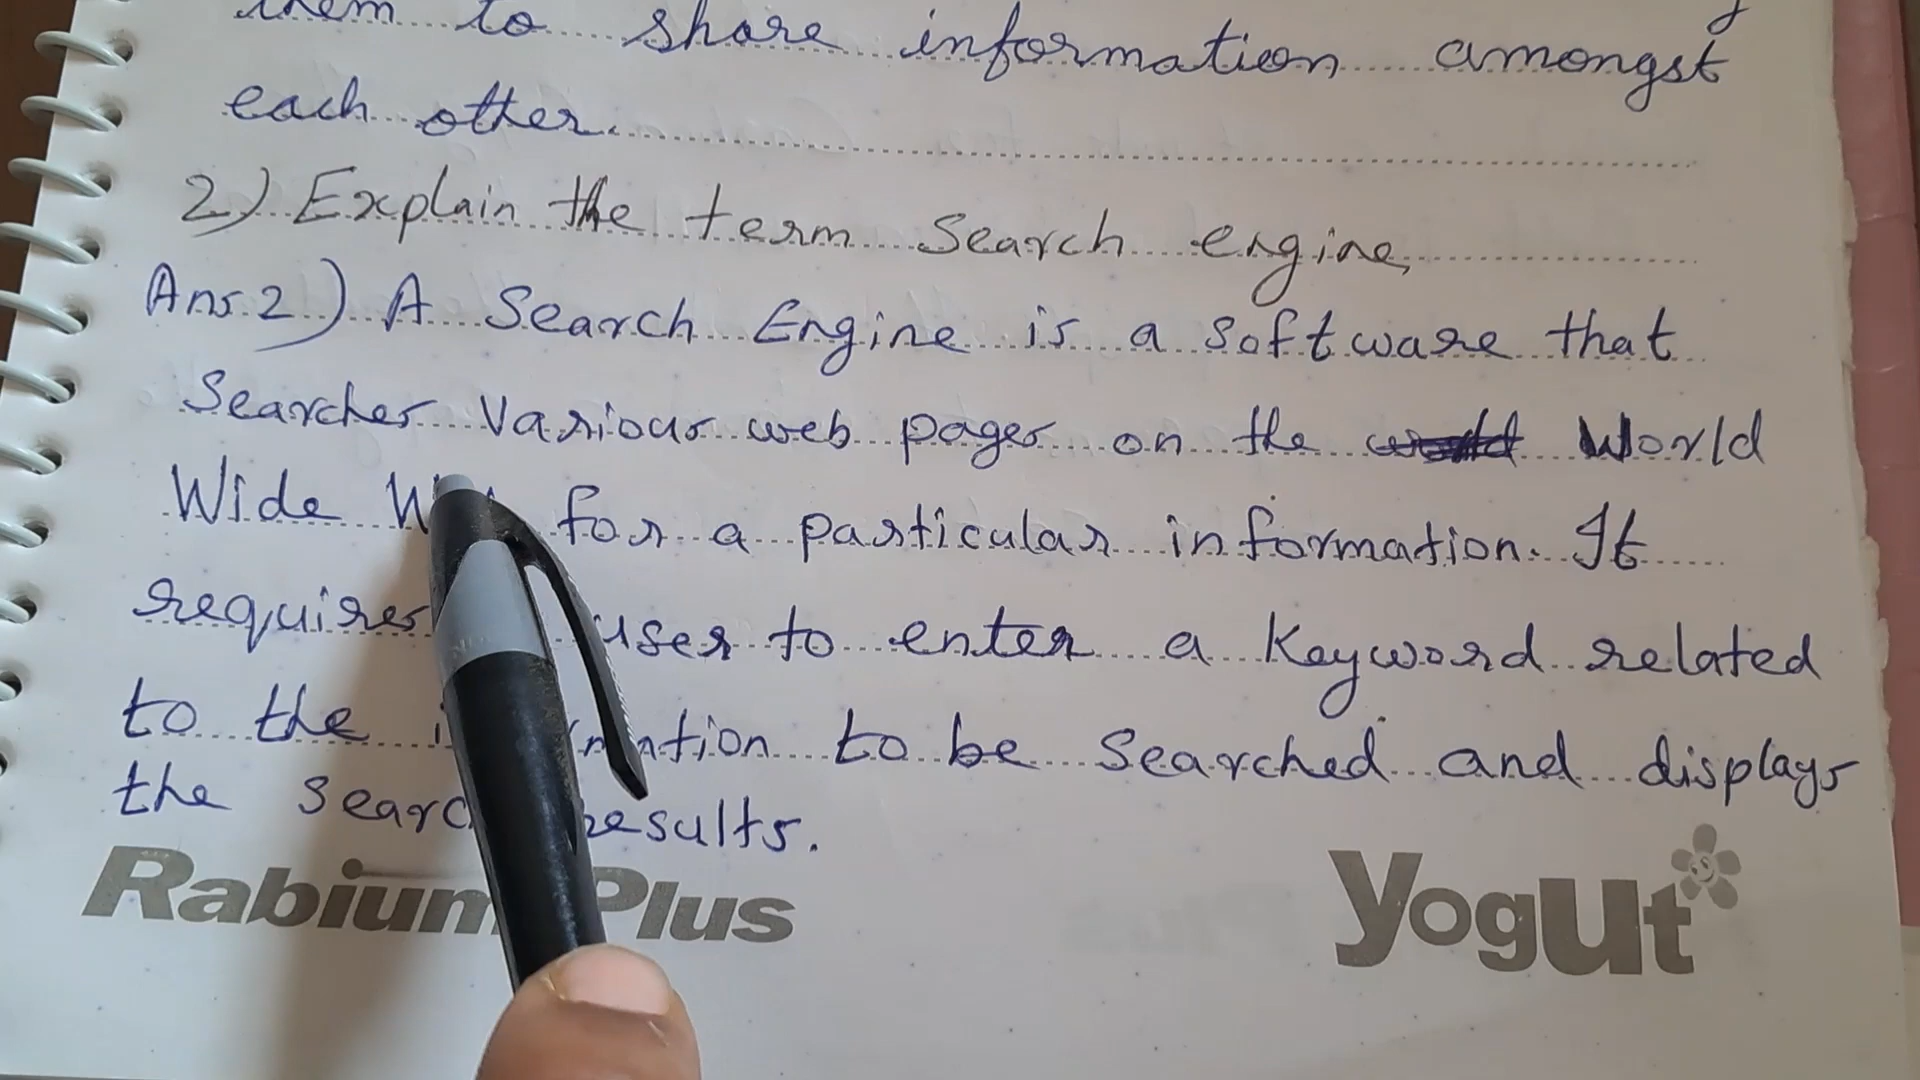 them to share information amongst
each other.
2) Explain the term Search engine,
Ans.2) A Search Engine is a software that
Searches Various web pages on the World
Wide for a particular information. It
requires user to enter a Keyword related
to the to be Searched and displays
the results.
Rabium Plus
YogUt